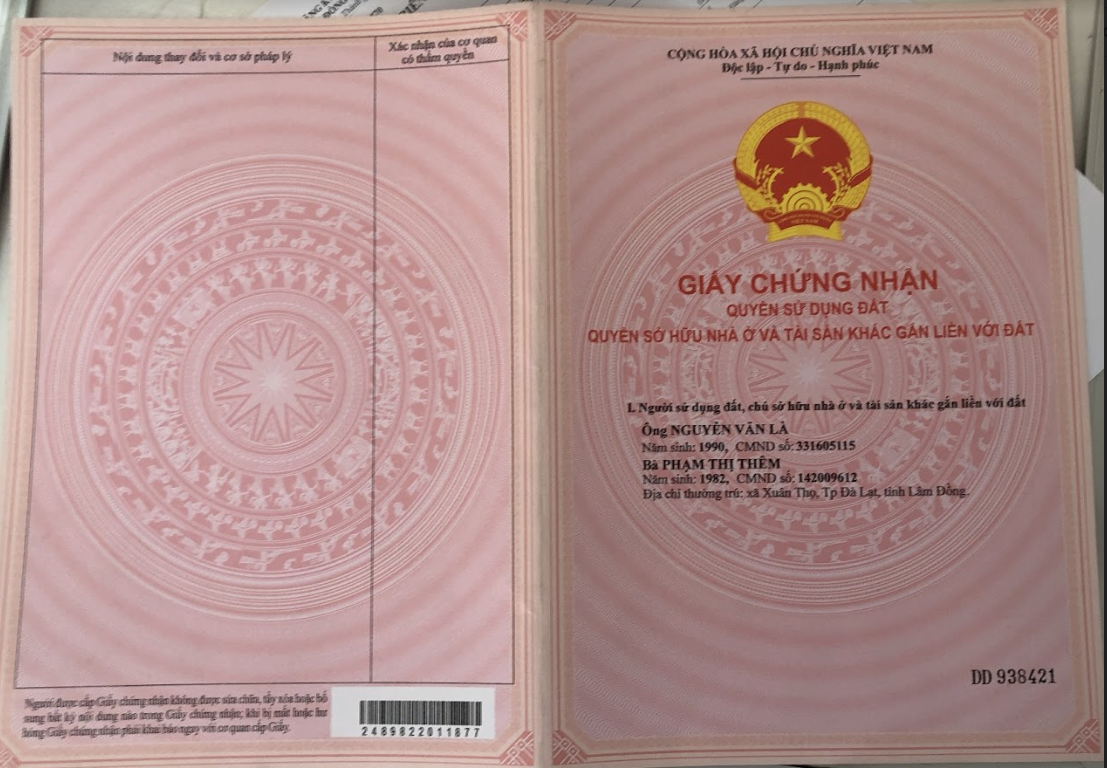 Nội dung thay đổi và cơ sở pháp lý
Xác nhận của cơ quan
có thẩm quyền
Người được cấp Giấy chứng nhận không được sửa chữa, tẩy xóa hoặc bổ
sung bất kỳ nội dung nào trong Giấy chứng nhận; khi bị mất hoặc hư
hỏng Giấy chứng nhận phải khai báo ngay với cơ quan cấp Giấy.
2489822011877
CỘNG HÒA XÃ HỘI CHỦ NGHĨA VIỆT NAM
Độc lập - Tự do - Hạnh phúc
VIỆT NAM
GIẤY CHỨNG NHẬN
QUYỀN SỬ DỤNG ĐẤT
QUYỀN SỞ HỮU NHÀ Ở VÀ TÀI SẢN KHÁC GẮN LIỀN VỚI ĐẤT
I. Người sử dụng đất, chủ sở hữu nhà ở và tài sản khác gắn liền với đất
Ông NGUYỄN VĂN LÀ
Năm sinh: 1990, CMND số: 331605115
Bà PHẠM THỊ THÊM
Năm sinh: 1982, CMND số: 142009612
Địa chỉ thường trú: xã Xuân Thọ, Tp Đà Lạt, tỉnh Lâm Đồng.
DD 938421